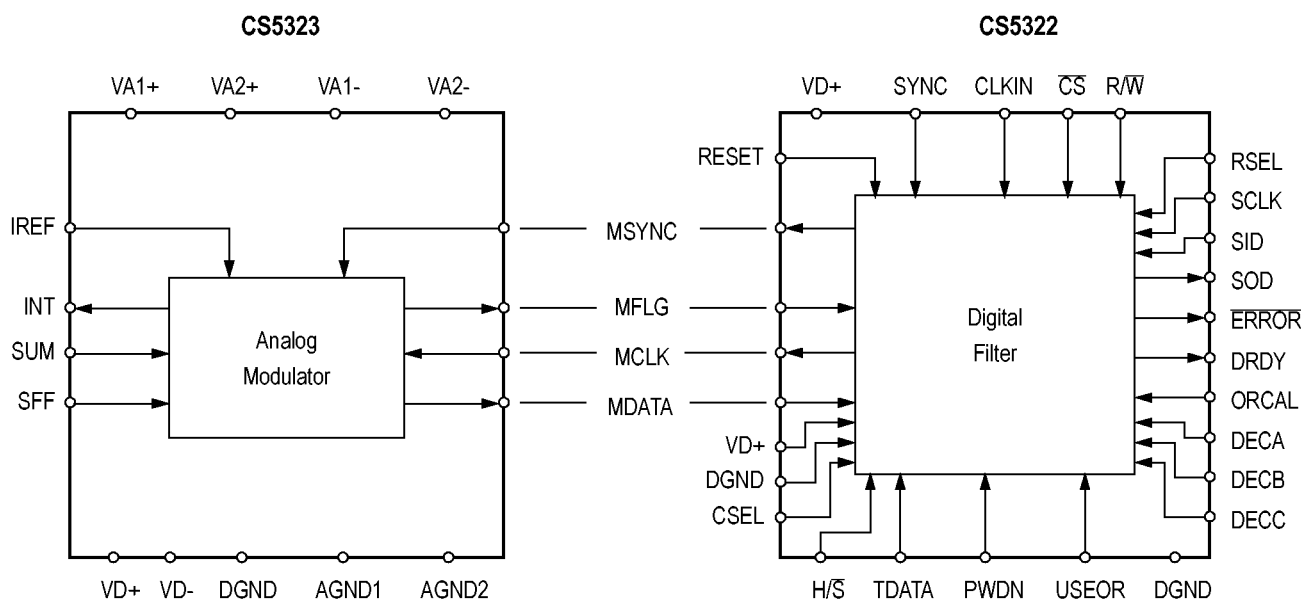 CS5323
CS5322
VA1+ VA2+ VA1- VA2-
VD+ SYNC CLKIN C̅S̅ R/W̅
RESET
RSEL
SCLK
IREF
MSYNC
SID
INT
MFLG
SOD
Analog
Modulator
Digital
Filter
E̅R̅R̅O̅R̅
SUM
MCLK
DRDY
SFF
MDATA
ORCAL
VD+
DECA
DGND
DECB
CSEL
DECC
VD+ VD- DGND AGND1 AGND2
H/S̅ TDATA PWDN USEOR DGND